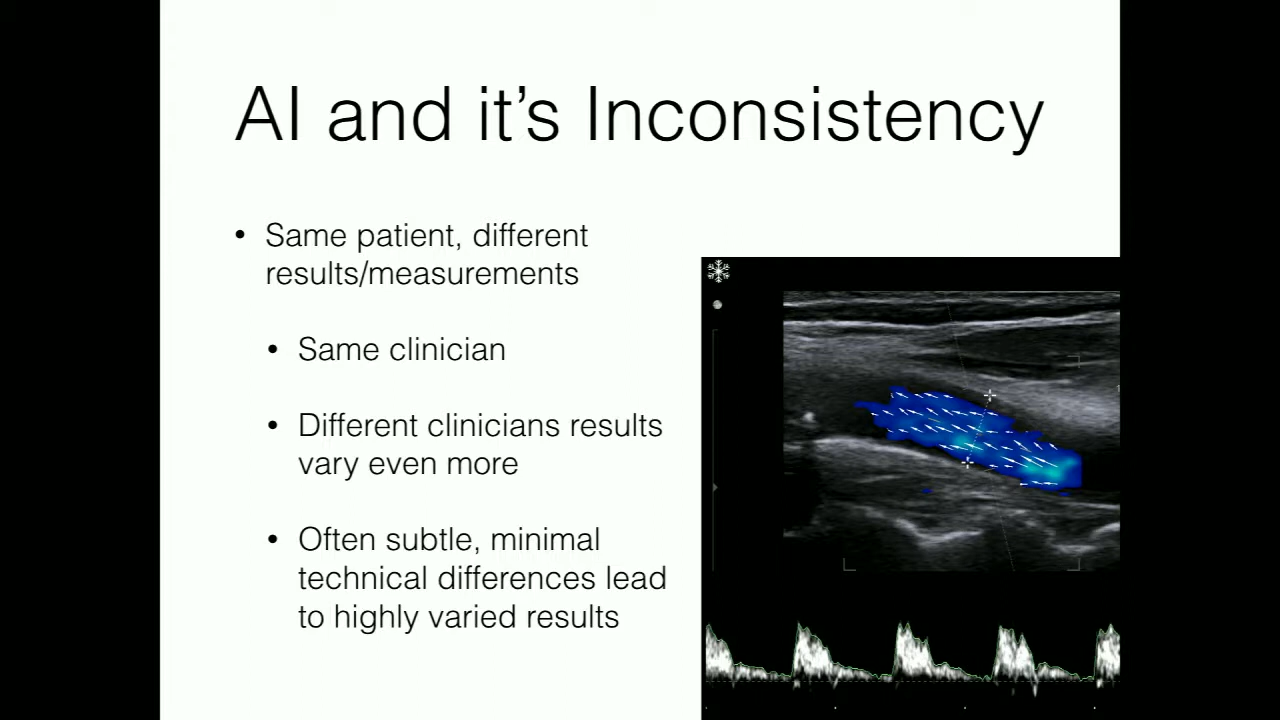 AI and it's Inconsistency
• Same patient, different
results/measurements
• Same clinician
• Different clinicians results
vary even more
• Often subtle, minimal
technical differences lead
to highly varied results